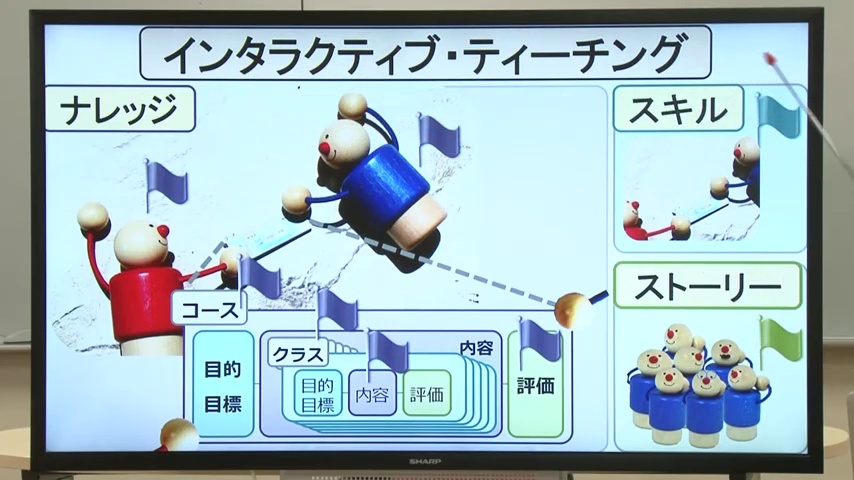 インタラクティブ・ティーチング
ナレッジ
スキル
ストーリー
コース
目的
目標
クラス
内容
目的
目標
内容
評価
評価
SHARP